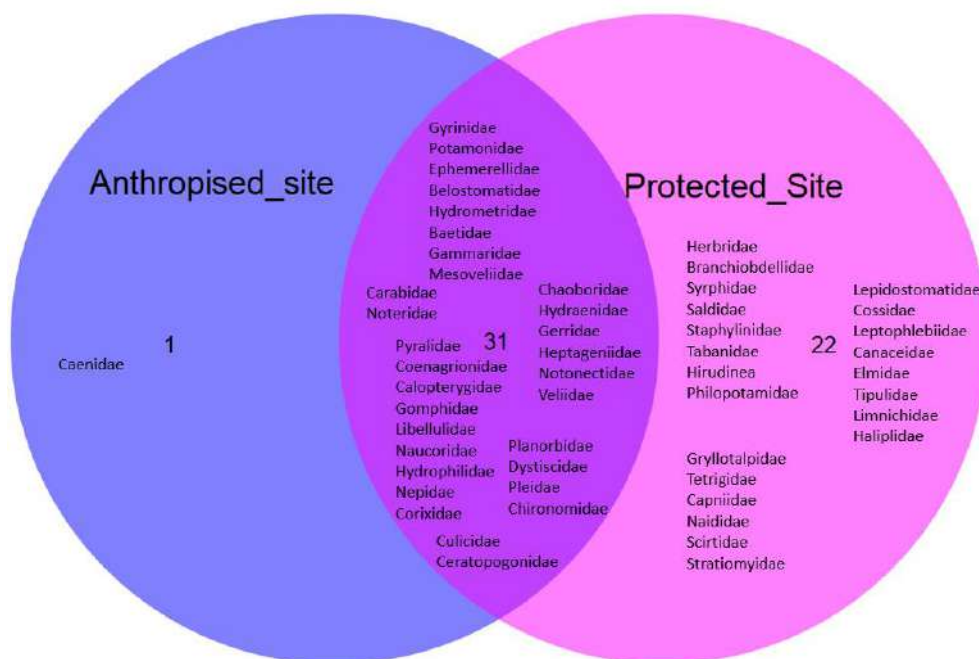 Anthropised_site
Caenidae
1
Gyrinidae
Potamonidae
Ephemerellidae
Belostomatidae
Hydrometridae
Baetidae
Gammaridae
Mesoveliidae
Carabidae
Noteridae
Chaoboridae
Hydraenidae
Gerridae
Heptageniidae
Notonectidae
Veliidae
31
Pyralidae
Coenagrionidae
Calopterygidae
Gomphidae
Libellulidae
Naucoridae
Hydrophilidae
Nepidae
Corixidae
Planorbidae
Dystiscidae
Pleidae
Chironomidae
Culicidae
Ceratopogonidae
Protected_Site
Herbridae
Branchiobdellidae
Syrphidae
Saldidae
Staphylinidae
Tabanidae
Hirudinea
Philopotamidae
22
Lepidostomatidae
Cossidae
Leptophlebiidae
Canaceidae
Elmidae
Tipulidae
Limnichidae
Haliplidae
Gryllotalpidae
Tetrigidae
Capniidae
Naididae
Scirtidae
Stratiomyidae